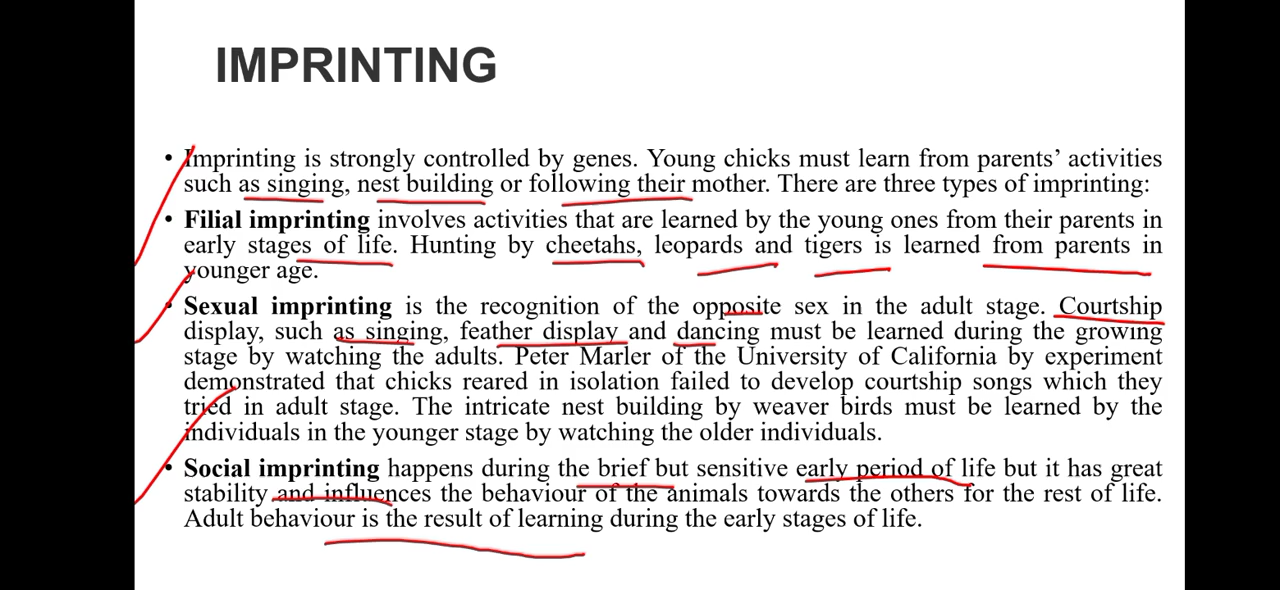 IMPRINTING
• Imprinting is strongly controlled by genes. Young chicks must learn from parents’ activities
such as singing, nest building or following their mother. There are three types of imprinting:
• Filial imprinting involves activities that are learned by the young ones from their parents in
early stages of life. Hunting by cheetahs, leopards and tigers is learned from parents in
younger age.
• Sexual imprinting is the recognition of the opposite sex in the adult stage. Courtship
display, such as singing, feather display and dancing must be learned during the growing
stage by watching the adults. Peter Marler of the University of California by experiment
demonstrated that chicks reared in isolation failed to develop courtship songs which they
tried in adult stage. The intricate nest building by weaver birds must be learned by the
individuals in the younger stage by watching the older individuals.
• Social imprinting happens during the brief but sensitive early period of life but it has great
stability and influences the behaviour of the animals towards the others for the rest of life.
Adult behaviour is the result of learning during the early stages of life.